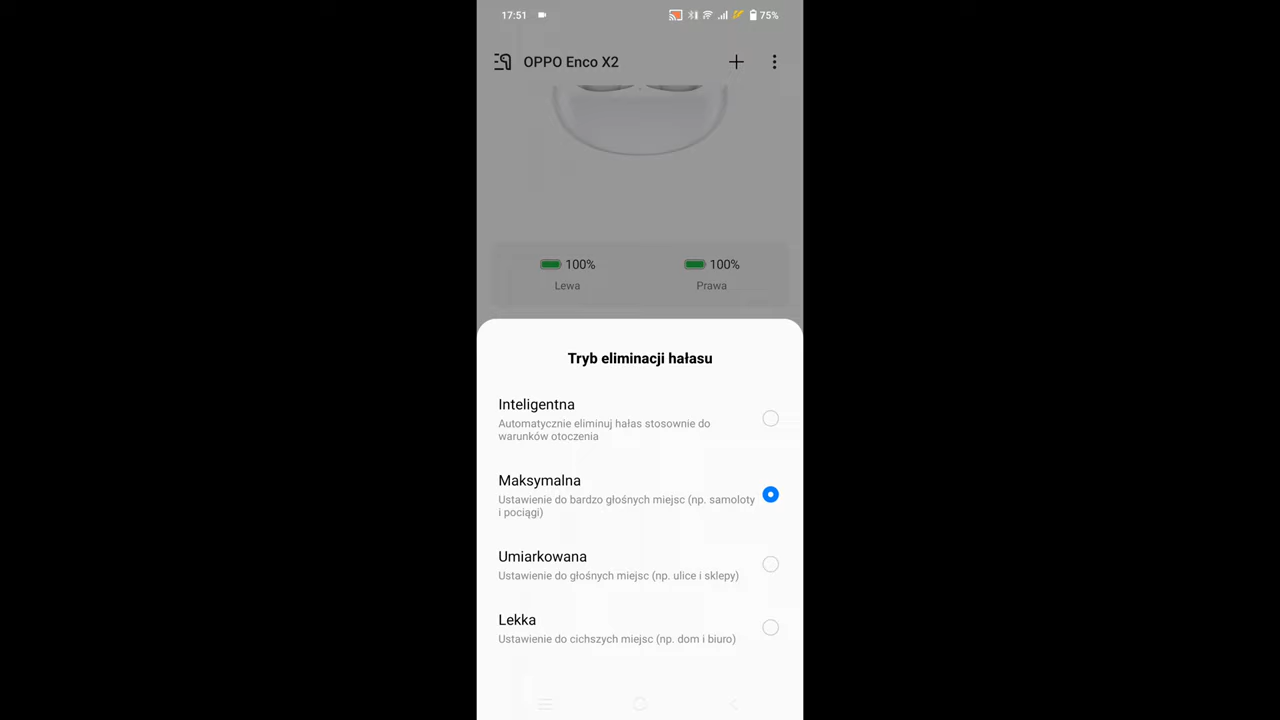 17:51
75%
OPPO Enco X2
100%
100%
Lewa
Prawa
Tryb eliminacji hałasu
Inteligentna
Automatycznie eliminuj hałas stosownie do
warunków otoczenia
Maksymalna
Ustawienie do bardzo głośnych miejsc (np. samoloty
i pociągi)
Umiarkowana
Ustawienie do głośnych miejsc (np. ulice i sklepy)
Lekka
Ustawienie do cichszych miejsc (np. dom i biuro)